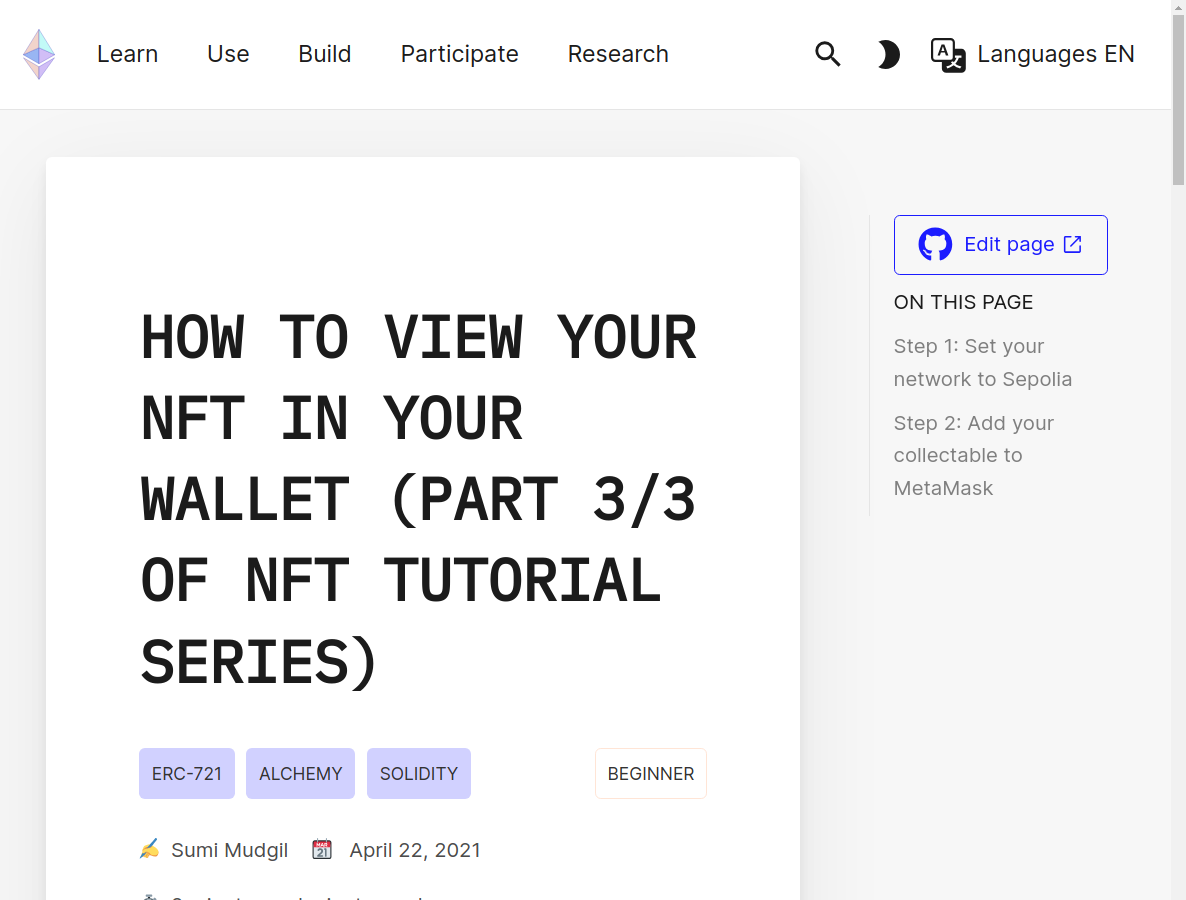 Learn Use Build Participate Research Languages EN
HOW TO VIEW YOUR
NFT IN YOUR
WALLET (PART 3/3
OF NFT TUTORIAL
SERIES)
ERC-721 ALCHEMY SOLIDITY BEGINNER
Sumi Mudgil April 22, 2021
Edit page
ON THIS PAGE
Step 1: Set your
network to Sepolia
Step 2: Add your
collectable to
MetaMask